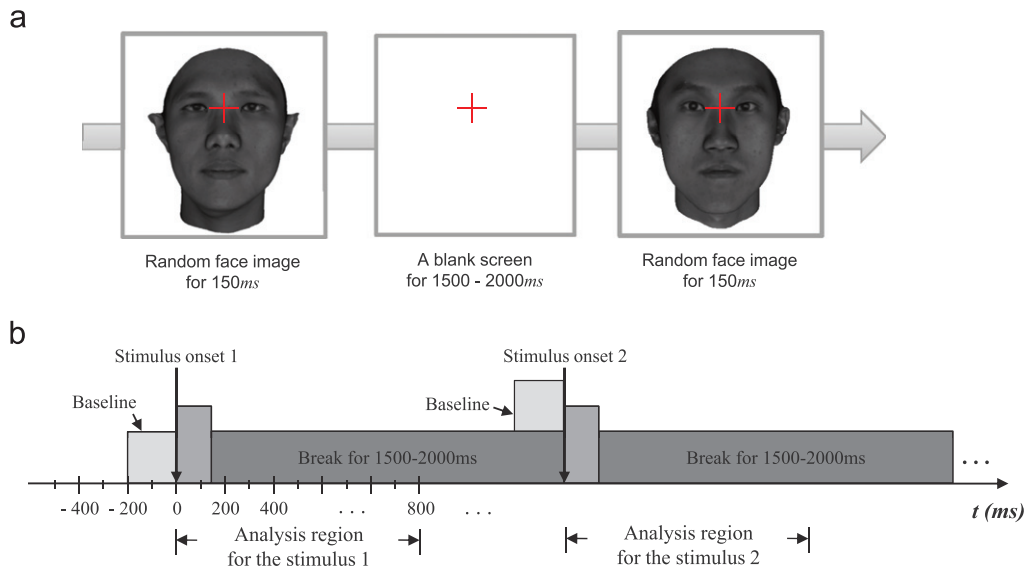 a
Random face image
for 150ms
A blank screen
for 1500 - 2000ms
Random face image
for 150ms
b
Stimulus onset 1
Stimulus onset 2
Baseline
Baseline
Break for 1500-2000ms
Break for 1500-2000ms
. . .
- 400 - 200 0 200 400 . . . 800 . . .
t (ms)
Analysis region
for the stimulus 1
Analysis region
for the stimulus 2